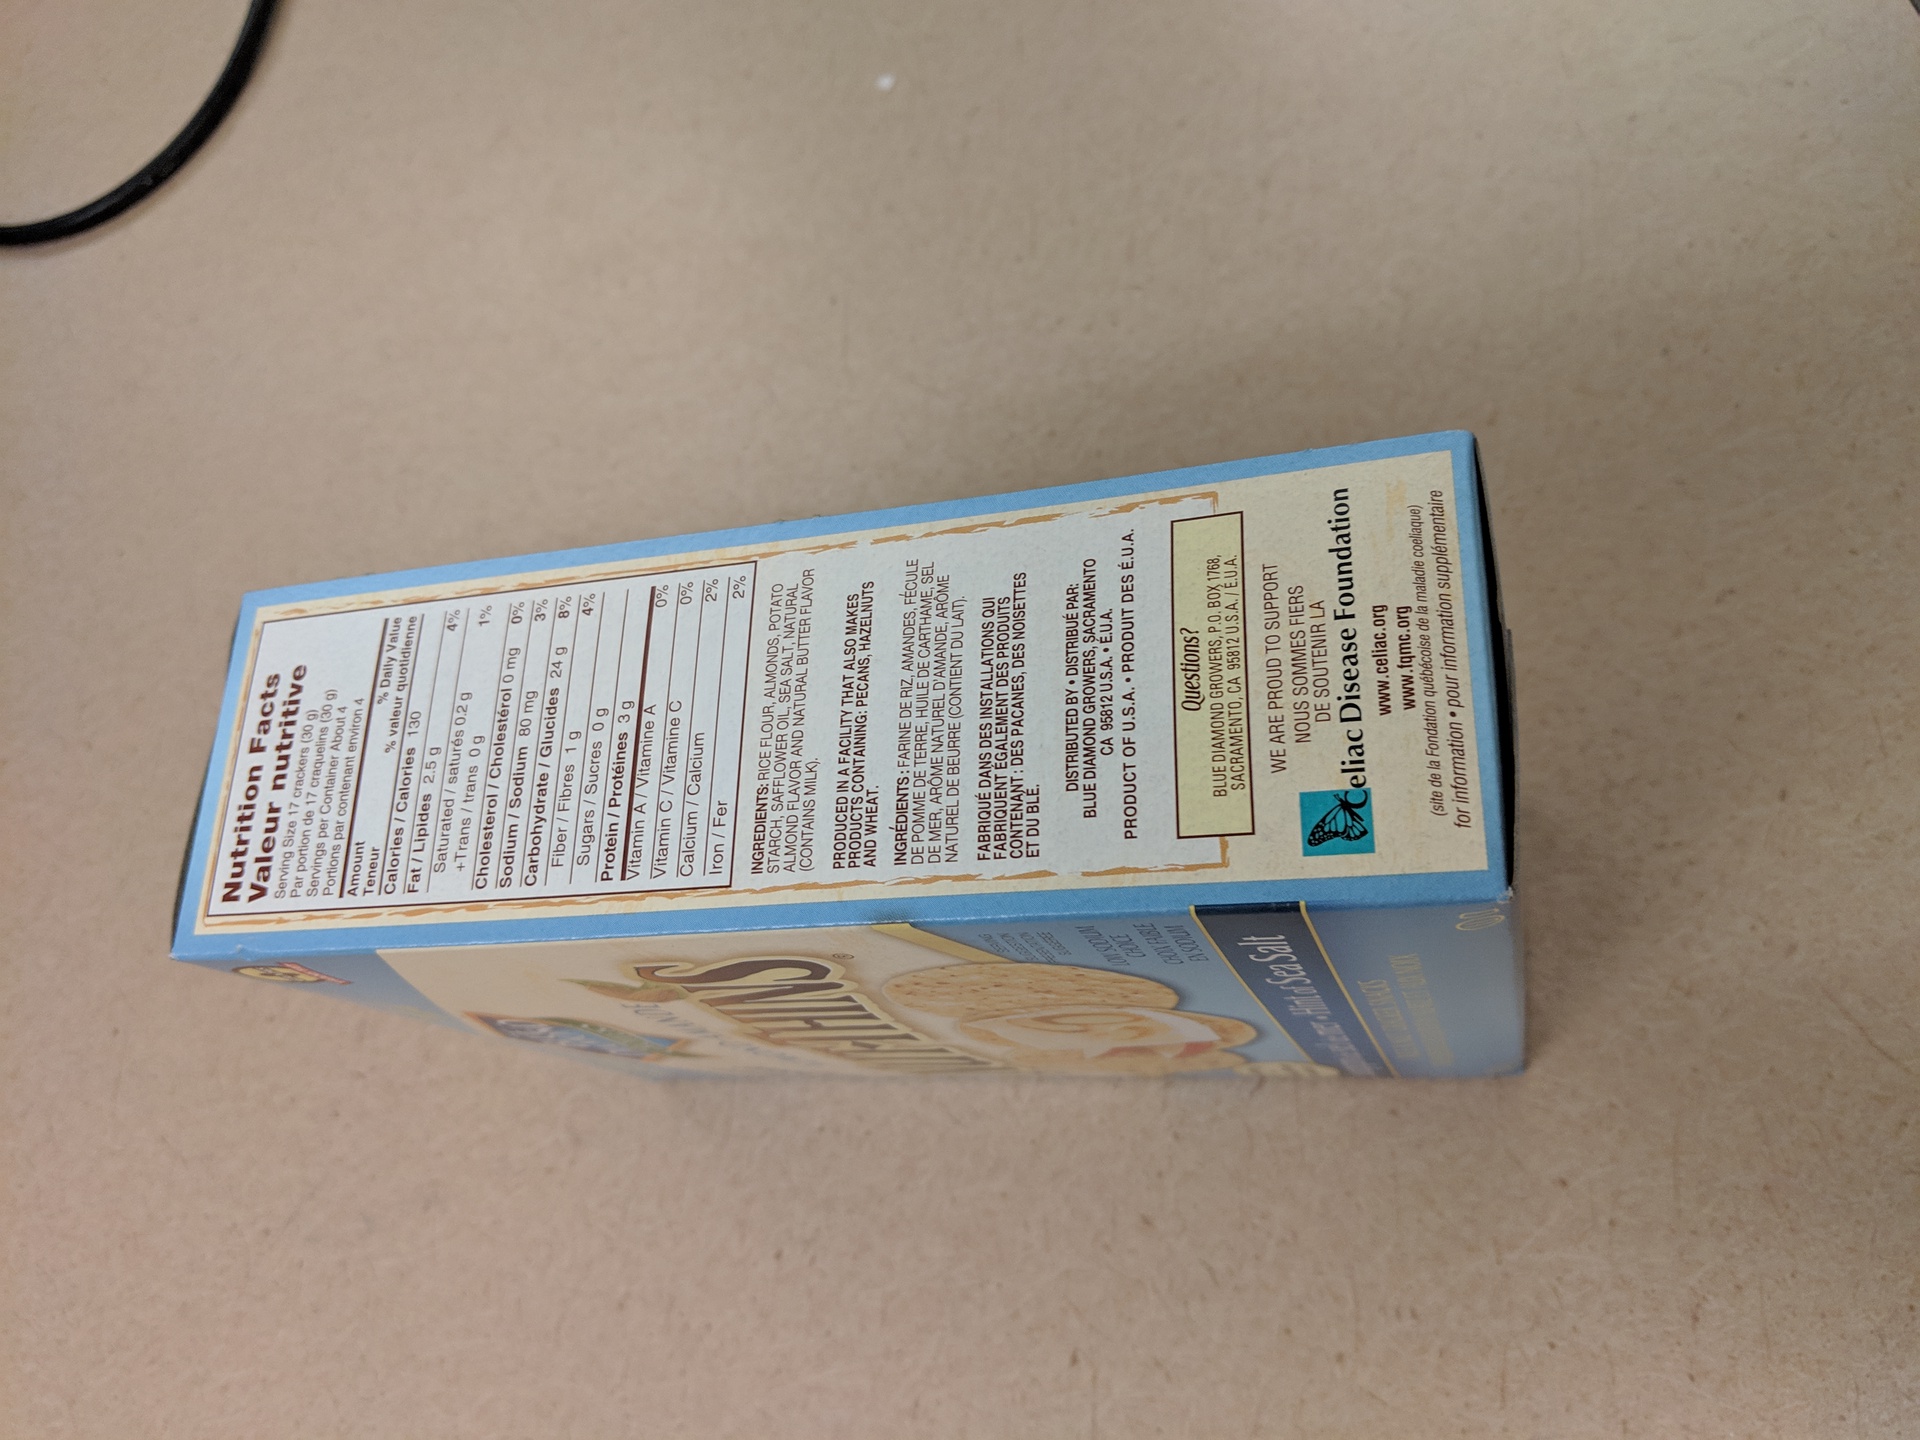 Nutrition Facts
Valeur nutritive
Serving Size 17 crackers (30 g)
Par portion de 17 craquelins (30 g)
Servings per Container About 4
Portions par contenant environ 4
Amount % Daily Value
Teneur % valeur quotidienne
Calories / Calories 130
Fat / Lipides 2.5 g 4%
Saturated / saturés 0.2 g
+Trans / trans 0 g 1%
Cholesterol / Cholestérol 0 mg 0%
Sodium / Sodium 80 mg 3%
Carbohydrate / Glucides 24 g 8%
Fiber / Fibres 1 g 4%
Sugars / Sucres 0 g
Protein / Protéines 3 g
Vitamin A / Vitamine A 0%
Vitamin C / Vitamine C 0%
Calcium / Calcium 2%
Iron / Fer 2%
INGREDIENTS: RICE FLOUR, ALMONDS, POTATO
STARCH, SAFFLOWER OIL, SEA SALT, NATURAL
ALMOND FLAVOR AND NATURAL BUTTER FLAVOR
(CONTAINS MILK).
PRODUCED IN A FACILITY THAT ALSO MAKES
PRODUCTS CONTAINING: PECANS, HAZELNUTS
AND WHEAT.
INGRÉDIENTS : FARINE DE RIZ, AMANDES, FÉCULE
DE POMME DE TERRE, HUILE DE CARTHAME, SEL
DE MER, ARÔME NATUREL D'AMANDE, ARÔME
NATUREL DE BEURRE (CONTIENT DU LAIT).
FABRIQUÉ DANS DES INSTALLATIONS QUI
FABRIQUENT ÉGALEMENT DES PRODUITS
CONTENANT : DES PACANES, DES NOISETTES
ET DU BLÉ.
DISTRIBUTED BY • DISTRIBUÉ PAR:
BLUE DIAMOND GROWERS, SACRAMENTO
CA 95812 U.S.A. • É.U.A.
PRODUCT OF U.S.A. • PRODUIT DES É.U.A.
Questions?
BLUE DIAMOND GROWERS, P.O. BOX 1768,
SACRAMENTO, CA 95812 U.S.A. / É.U.A.
WE ARE PROUD TO SUPPORT
NOUS SOMMES FIERS
DE SOUTENIR LA
Celiac Disease Foundation
www.celiac.org
www.fqmc.org
(site de la Fondation québécoise de la maladie coeliaque)
for information • pour information supplémentaire
THINS®
SERVING
SUGGESTION
PRÉSENTATION
SUGGÉRÉE
LOW SODIUM
CHOICE
CHOIX FAIBLE
EN SODIUM
mer • Hint of Sea Salt
CRACKER SNACKS